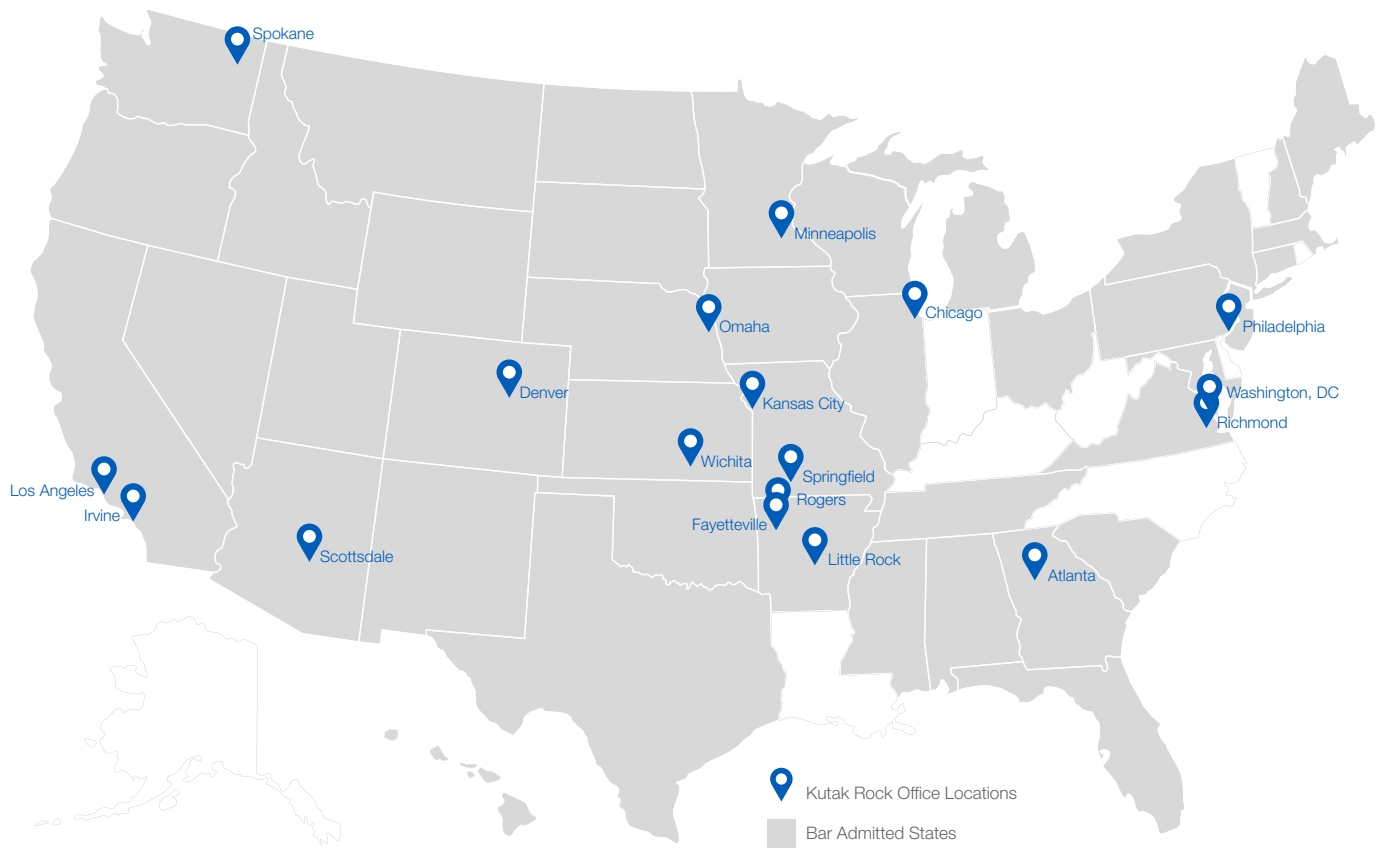 Spokane
Minneapolis
Chicago
Omaha
Philadelphia
Denver
Washington, DC
Kansas City
Richmond
Wichita
Springfield
Los Angeles
Rogers
Irvine
Fayetteville
Scottsdale
Little Rock
Atlanta
Kutak Rock Office Locations
Bar Admitted States